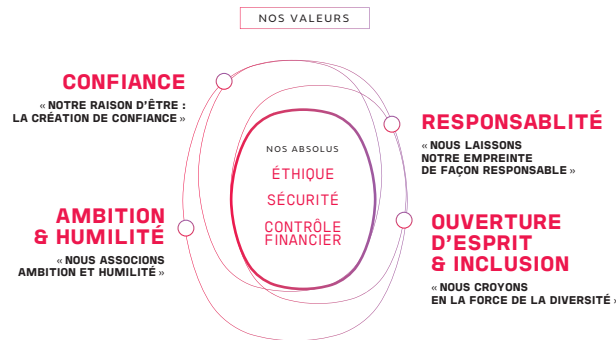 NOS VALEURS
CONFIANCE
« NOTRE RAISON D'ÊTRE :
LA CRÉATION DE CONFIANCE »
RESPONSABLITÉ
« NOUS LAISSONS
NOTRE EMPREINTE
DE FAÇON RESPONSABLE »
NOS ABSOLUS
ÉTHIQUE
SÉCURITÉ
CONTRÔLE
FINANCIER
AMBITION
& HUMILITÉ
« NOUS ASSOCIONS
AMBITION ET HUMILITÉ »
OUVERTURE
D'ESPRIT
& INCLUSION
« NOUS CROYONS
EN LA FORCE DE LA DIVERSITÉ »